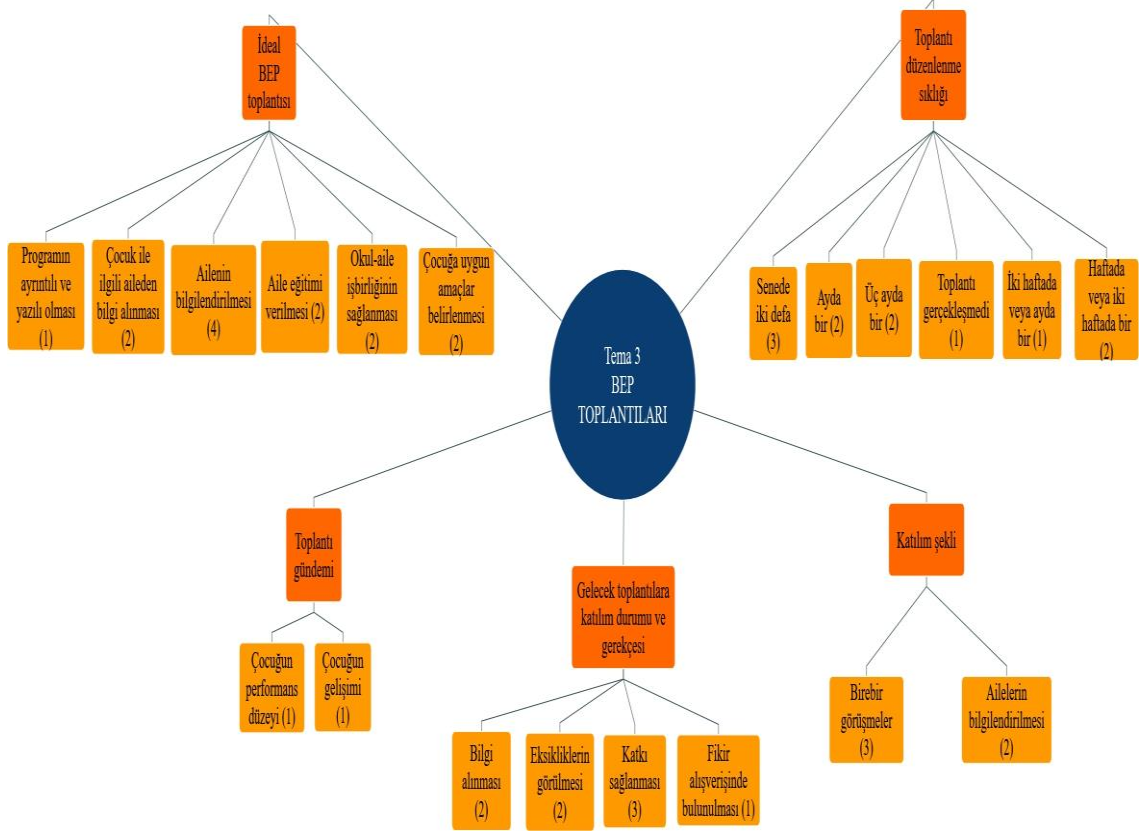 İdeal
BEP
toplantısı
Toplantı
düzenlenme
sıklığı
Programın
ayrıntılı ve
yazılı olması
(1)
Çocuk ile
ilgili aileden
bilgi alınması
(2)
Ailenin
bilgilendirilmesi
(4)
Aile eğitimi
verilmesi (2)
Okul-aile
işbirliğinin
sağlanması
(2)
Çocuğa uygun
amaçlar
belirlenmesi
(2)
Senede
iki defa
(3)
Ayda
bir (2)
Üç ayda
bir (2)
Toplantı
gerçekleşmedi
(1)
İki haftada
veya ayda
bir (1)
Haftada
veya iki
haftada bir
(2)
Tema 3
BEP
TOPLANTILARI
Toplantı
gündemi
Çocuğun
performans
düzeyi (1)
Çocuğun
gelişimi
(1)
Gelecek toplantılara
katılım durumu ve
gerekçesi
Bilgi
alınması
(2)
Eksikliklerin
görülmesi
(2)
Katkı
sağlanması
(3)
Fikir
alışverişinde
bulunulması (1)
Katılım şekli
Birebir
görüşmeler
(3)
Ailelerin
bilgilendirilmesi
(2)